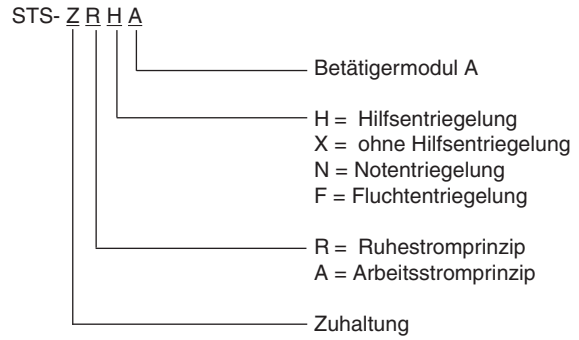 STS- Z R H A
Betätigermodul A
H = Hilfsentriegelung
X = ohne Hilfsentriegelung
N = Notentriegelung
F = Fluchtentriegelung
R = Ruhestromprinzip
A = Arbeitsstromprinzip
Zuhaltung